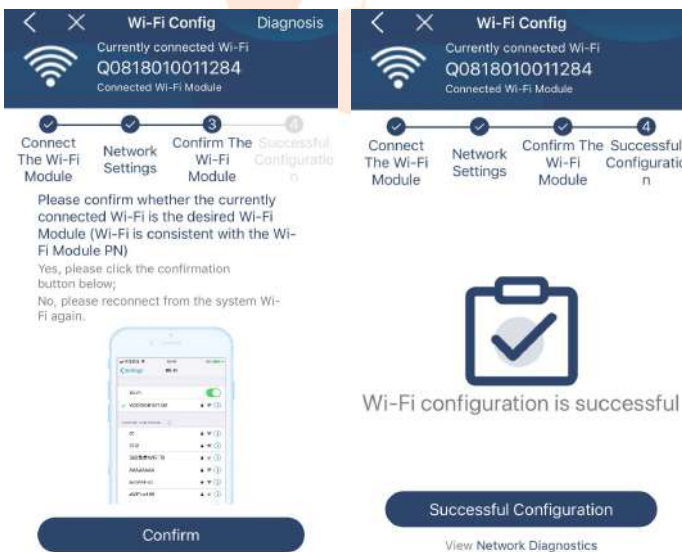 Wi-Fi Config
Diagnosis
Currently connected Wi-Fi
Q0818010011284
Connected Wi-Fi Module
3
4
Connect
The Wi-Fi
Module
Network
Settings
Confirm The
Wi-Fi
Module
Successful
Configuratio
n
Please confirm whether the currently
connected Wi-Fi is the desired Wi-Fi
Module (Wi-Fi is consistent with the Wi-
Fi Module PN)
Yes, please click the confirmation
button below;
No, please reconnect from the system Wi-
Fi again.
Confirm
Wi-Fi Config
Currently connected Wi-Fi
Q0818010011284
Connected Wi-Fi Module
4
Connect
The Wi-Fi
Module
Network
Settings
Confirm The
Wi-Fi
Module
Successful
Configuratio
n
Wi-Fi configuration is successful
Successful Configuration
View Network Diagnostics